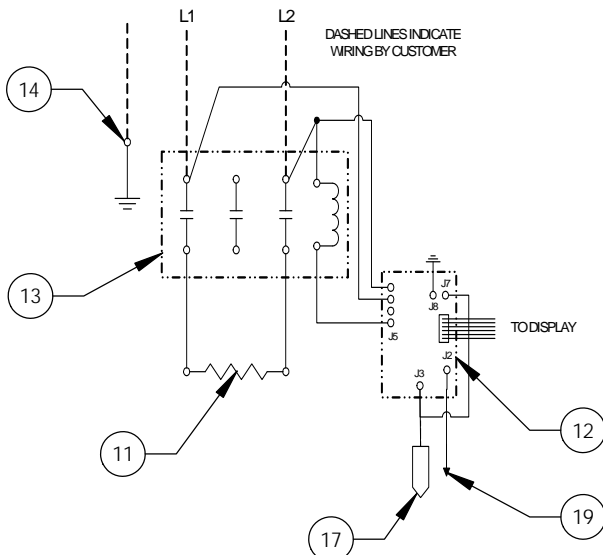 L1
L2
DASHED LINES INDICATE
WIRING BY CUSTOMER
14
13
J7
J8
TO DISPLAY
J5
J2
J3
12
11
17
19